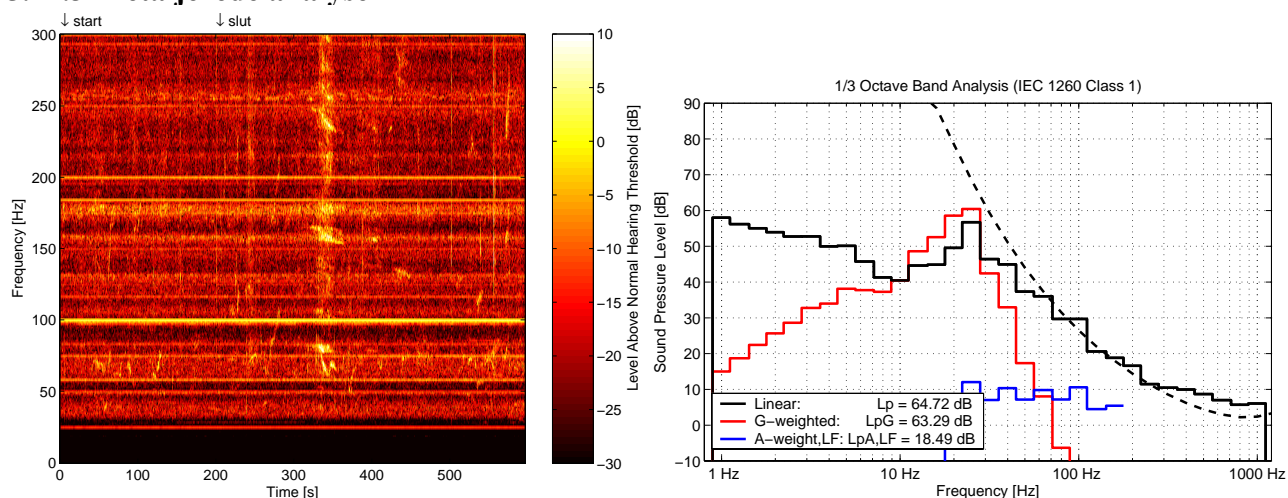 ↓ start
↓ slut
300
250
200
150
100
50
0
Frequency [Hz]
0 100 200 300 400 500
Time [s]
10
5
0
−5
−10
−15
−20
−25
−30
Level Above Normal Hearing Threshold [dB]
1/3 Octave Band Analysis (IEC 1260 Class 1)
90
80
70
60
50
40
30
20
10
0
−10
Sound Pressure Level [dB]
Linear: Lp = 64.72 dB
G−weighted: LpG = 63.29 dB
A−weight,LF: LpA,LF = 18.49 dB
1 Hz 10 Hz 100 Hz 1000 Hz
Frequency [Hz]